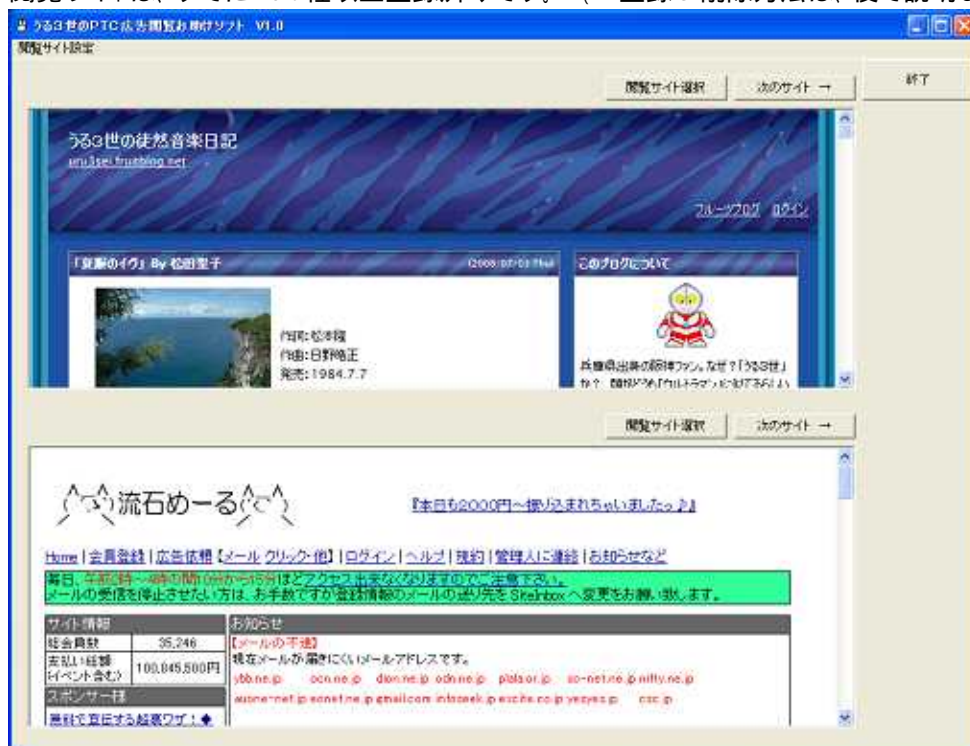 うる3世のPTC広告閲覧お助けソフト V1.0
閲覧サイト設定
閲覧サイト選択
次のサイト →
終了
うる3世の徒然音楽日記
uru3sei.fruitblog.net
フルーツブログ ログイン
「夏服のイヴ」 By 松田聖子
このブログについて
作詞:松本隆
作曲:日野皓正
発売:1984.7.7
兵庫県出身の阪神ファン。なぜ?「うる3世」
閲覧サイト選択
次のサイト →
流石めーる
『本日も2000円~振り込まれちゃいましたっ♪』
Home | 会員登録 | 広告依頼 【メール クリック・他】 | ログイン | ヘルプ | 規約 | 管理人に連絡 | お知らせなど
毎日、午前3時~4時の間10分から15分ほどアクセス出来なくなりますのでご注意下さい。
メールの受信を停止させたい方は、お手数ですが登録情報のメールの送り先を SiteInbox へ変更をお願い致します。
サイト情報
お知らせ
総会員数 35,246
【メールの不達】
支払い総額
(イベント含む) 100,845,500円
現在メールが届きにくいメールアドレスです。
ybb.ne.jp ocn.ne.jp dion.ne.jp odn.ne.jp plala.or.jp so-net.ne.jp nifty.ne.jp
スポンサー様
auone-net.jp eonet.ne.jp gmail.com infoseek.jp excite.co.jp
無料で宣伝する超裏ワザ!◆